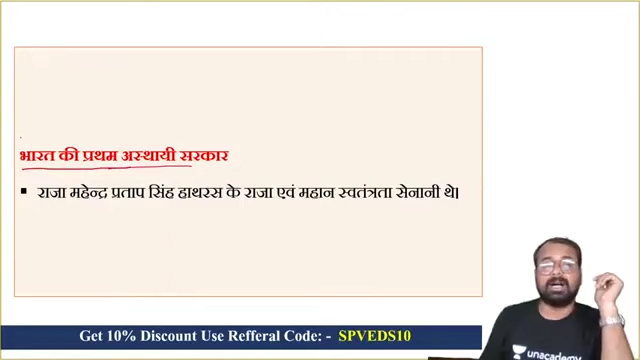 भारत की प्रथम अस्थायी सरकार
▪ राजा महेन्द्र प्रताप सिंह हाथरस के राजा एवं महान स्वतंत्रता सेनानी थे।
unacademy
Get 10% Discount Use Refferal Code: - SPVEDS10